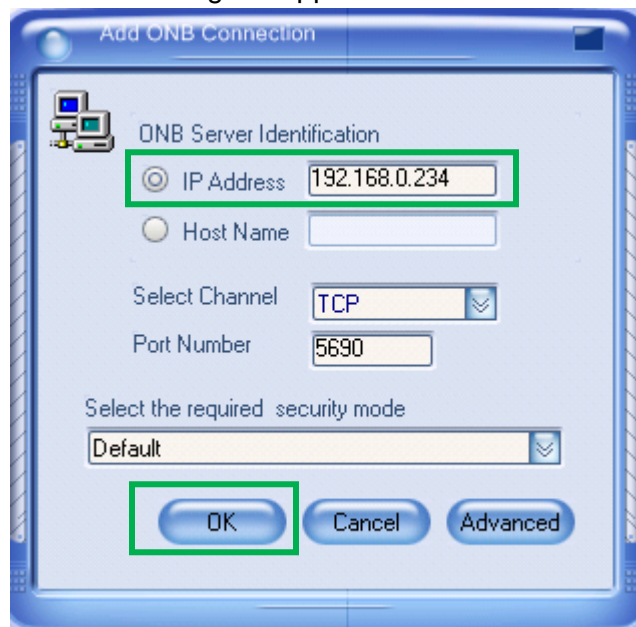 Add ONB Connection
ONB Server Identification
IP Address 192.168.0.234
Host Name
Select Channel TCP
Port Number 5690
Select the required security mode
Default
OK Cancel Advanced